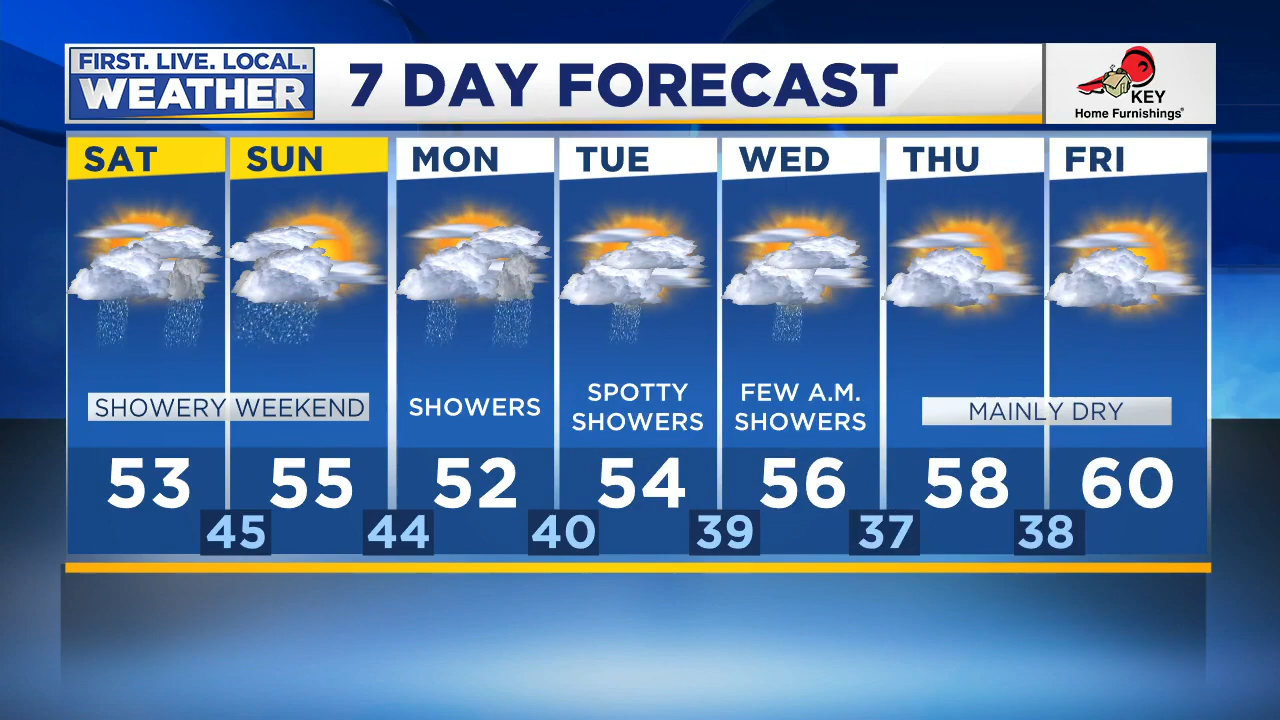 FIRST. LIVE. LOCAL.
WEATHER
7 DAY FORECAST
KEY
Home Furnishings®
SAT SUN MON TUE WED THU FRI
SHOWERY WEEKEND
SHOWERS
SPOTTY
SHOWERS
FEW A.M.
SHOWERS
MAINLY DRY
53 55 52 54 56 58 60
45 44 40 39 37 38